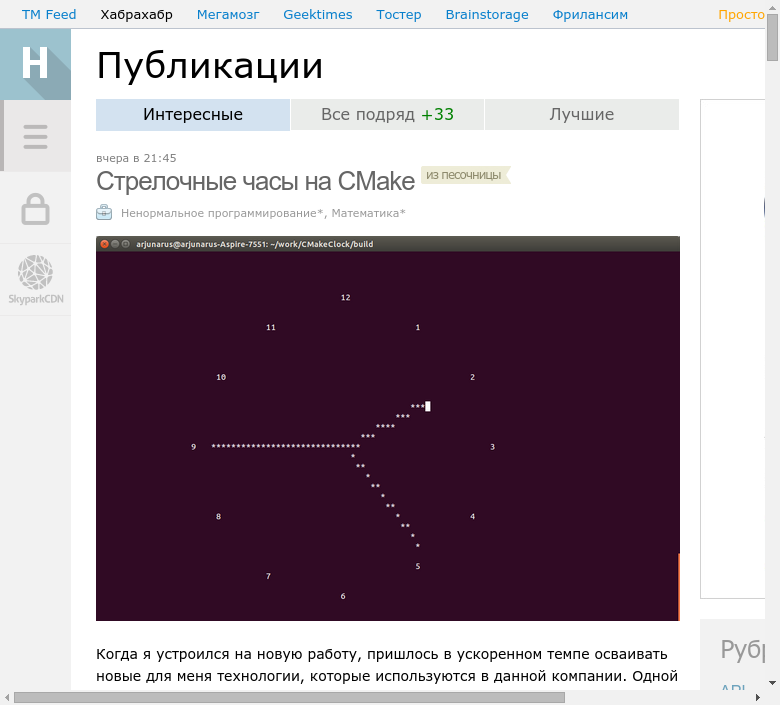 TM Feed Хабрахабр Мегамозг Geektimes Тостер Brainstorage Фрилансим Просто
H
Публикации
Интересные Все подряд +33 Лучшие
вчера в 21:45
Стрелочные часы на CMake из песочницы
Ненормальное программирование*, Математика*
arjunarus@arjunarus-Aspire-7551: ~/work/CMakeClock/build
12
11 1
10 2
****
***
****
***
9 ****************************** 3
*
**
*
**
*
**
8 * 4
**
*
*
5
7
6
SkyparkCDN
Когда я устроился на новую работу, пришлось в ускоренном темпе осваивать
новые для меня технологии, которые используются в данной компании. Одной
Рубр